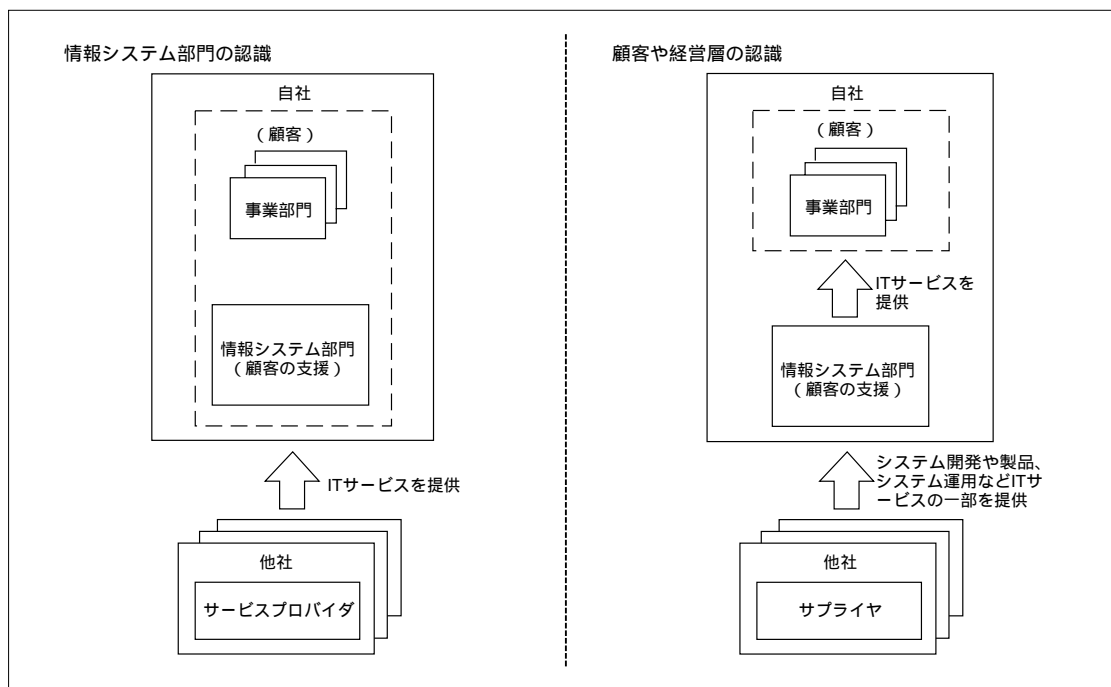 情報システム部門の認識
自社
(顧客)
事業部門
情報システム部門
(顧客の支援)
ITサービスを提供
他社
サービスプロバイダ
顧客や経営層の認識
自社
(顧客)
事業部門
ITサービスを
提供
情報システム部門
(顧客の支援)
システム開発や製品、
システム運用などITサ
ービスの一部を提供
他社
サプライヤ